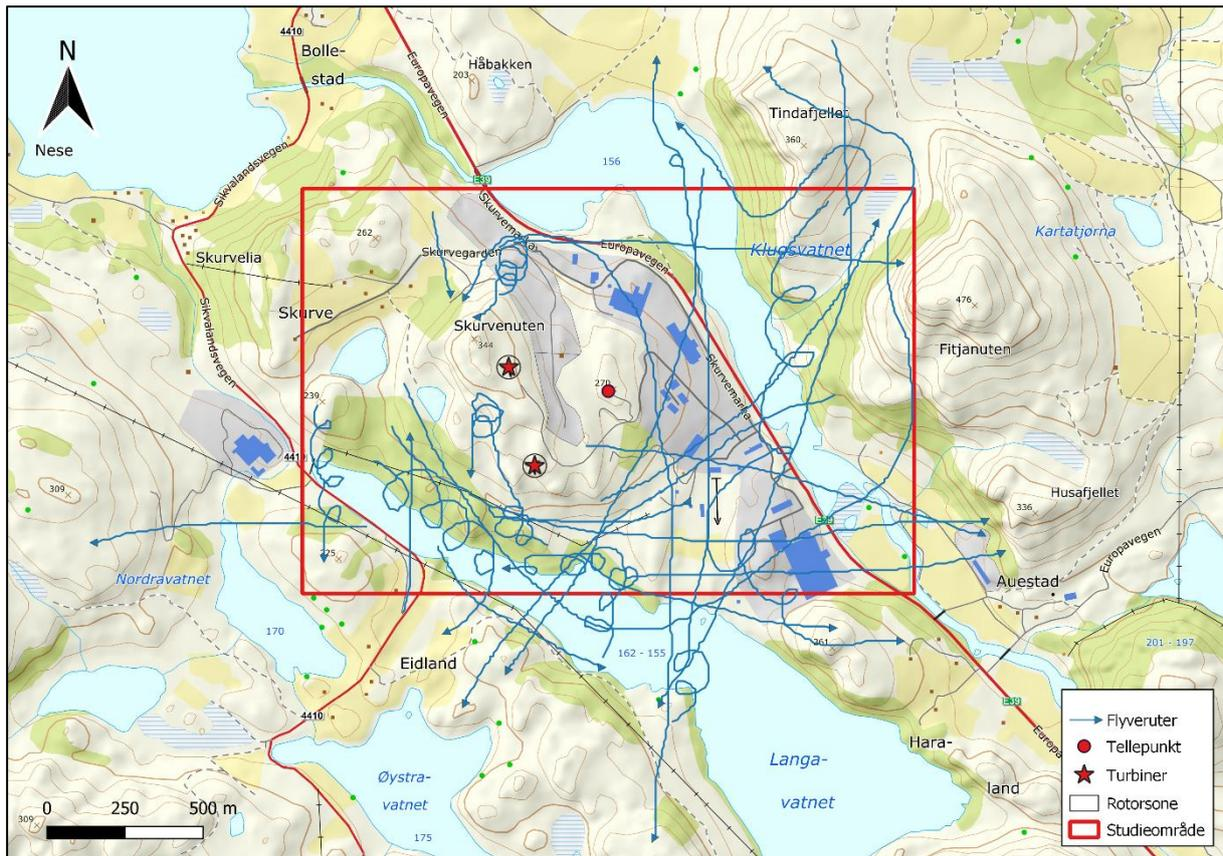 N
Nese
4410
Bolle-
stad
Europavegen
Håbakken
203
Sikvalandsvegen
E39
156
Tindafjellet
360
Skurvelia
262
Skurvemarka
Skurvegarden
Europavegen
Klugsvatnet
Kartatjørna
Sikvalandsvegen
Skurve
Skurvenuten
344
476
Fitjanuten
239
270
Skurvemarka
4410
309
336
Husafjellet
E39
225
Nordravatnet
Auestad
Europavegen
170
Eidland
162 - 155
261
201 - 197
4410
E39
Europa
Øystra-
vatnet
175
Langa-
vatnet
Hara-
land
309
0 250 500 m
Flyveruter
Tellepunkt
Turbiner
Rotorsone
Studieområde